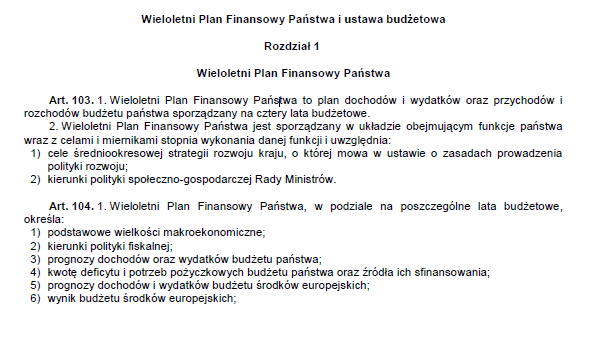 Wieloletni Plan Finansowy Państwa i ustawa budżetowa
Rozdział 1
Wieloletni Plan Finansowy Państwa
Art. 103. 1. Wieloletni Plan Finansowy Państwa to plan dochodów i wydatków oraz przychodów i
rozchodów budżetu państwa sporządzany na cztery lata budżetowe.
2. Wieloletni Plan Finansowy Państwa jest sporządzany w układzie obejmującym funkcje państwa
wraz z celami i miernikami stopnia wykonania danej funkcji i uwzględnia:
1) cele średniookresowej strategii rozwoju kraju, o której mowa w ustawie o zasadach prowadzenia
polityki rozwoju;
2) kierunki polityki społeczno-gospodarczej Rady Ministrów.
Art. 104. 1. Wieloletni Plan Finansowy Państwa, w podziale na poszczególne lata budżetowe,
określa:
1) podstawowe wielkości makroekonomiczne;
2) kierunki polityki fiskalnej;
3) prognozy dochodów oraz wydatków budżetu państwa;
4) kwotę deficytu i potrzeb pożyczkowych budżetu państwa oraz źródła ich sfinansowania;
5) prognozy dochodów i wydatków budżetu środków europejskich;
6) wynik budżetu środków europejskich;